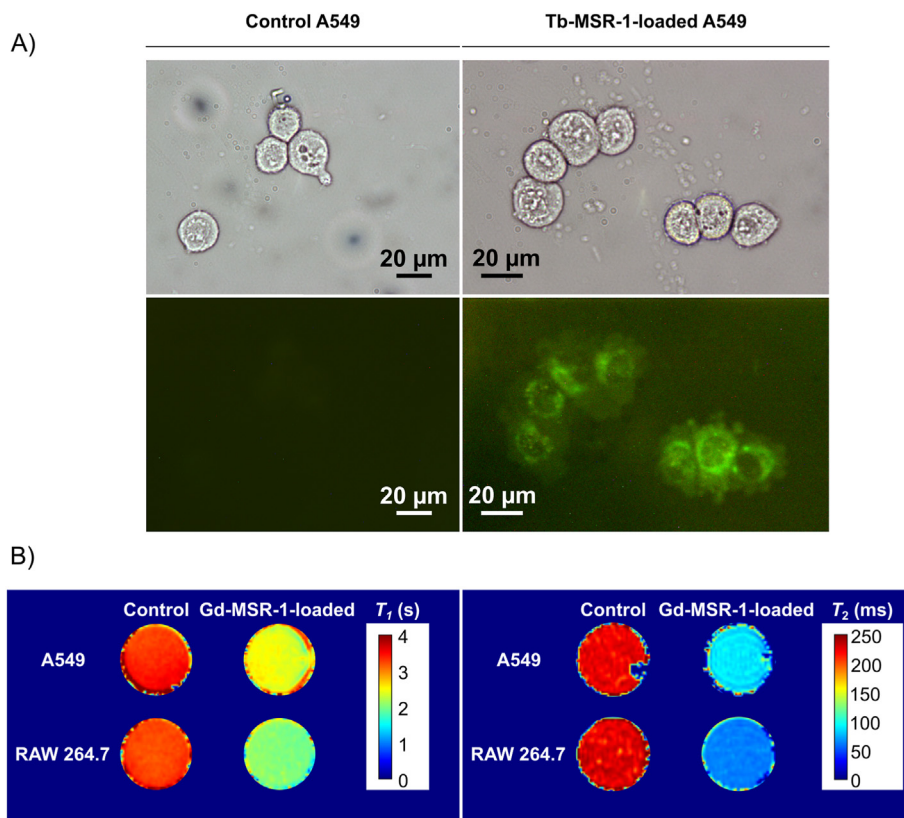 Control A549
Tb-MSR-1-loaded A549
A)
20 μm
20 μm
20 μm
20 μm
B)
Control Gd-MSR-1-loaded T1 (s)
A549
RAW 264.7
4
3
2
1
0
Control Gd-MSR-1-loaded T2 (ms)
A549
RAW 264.7
250
200
150
100
50
0